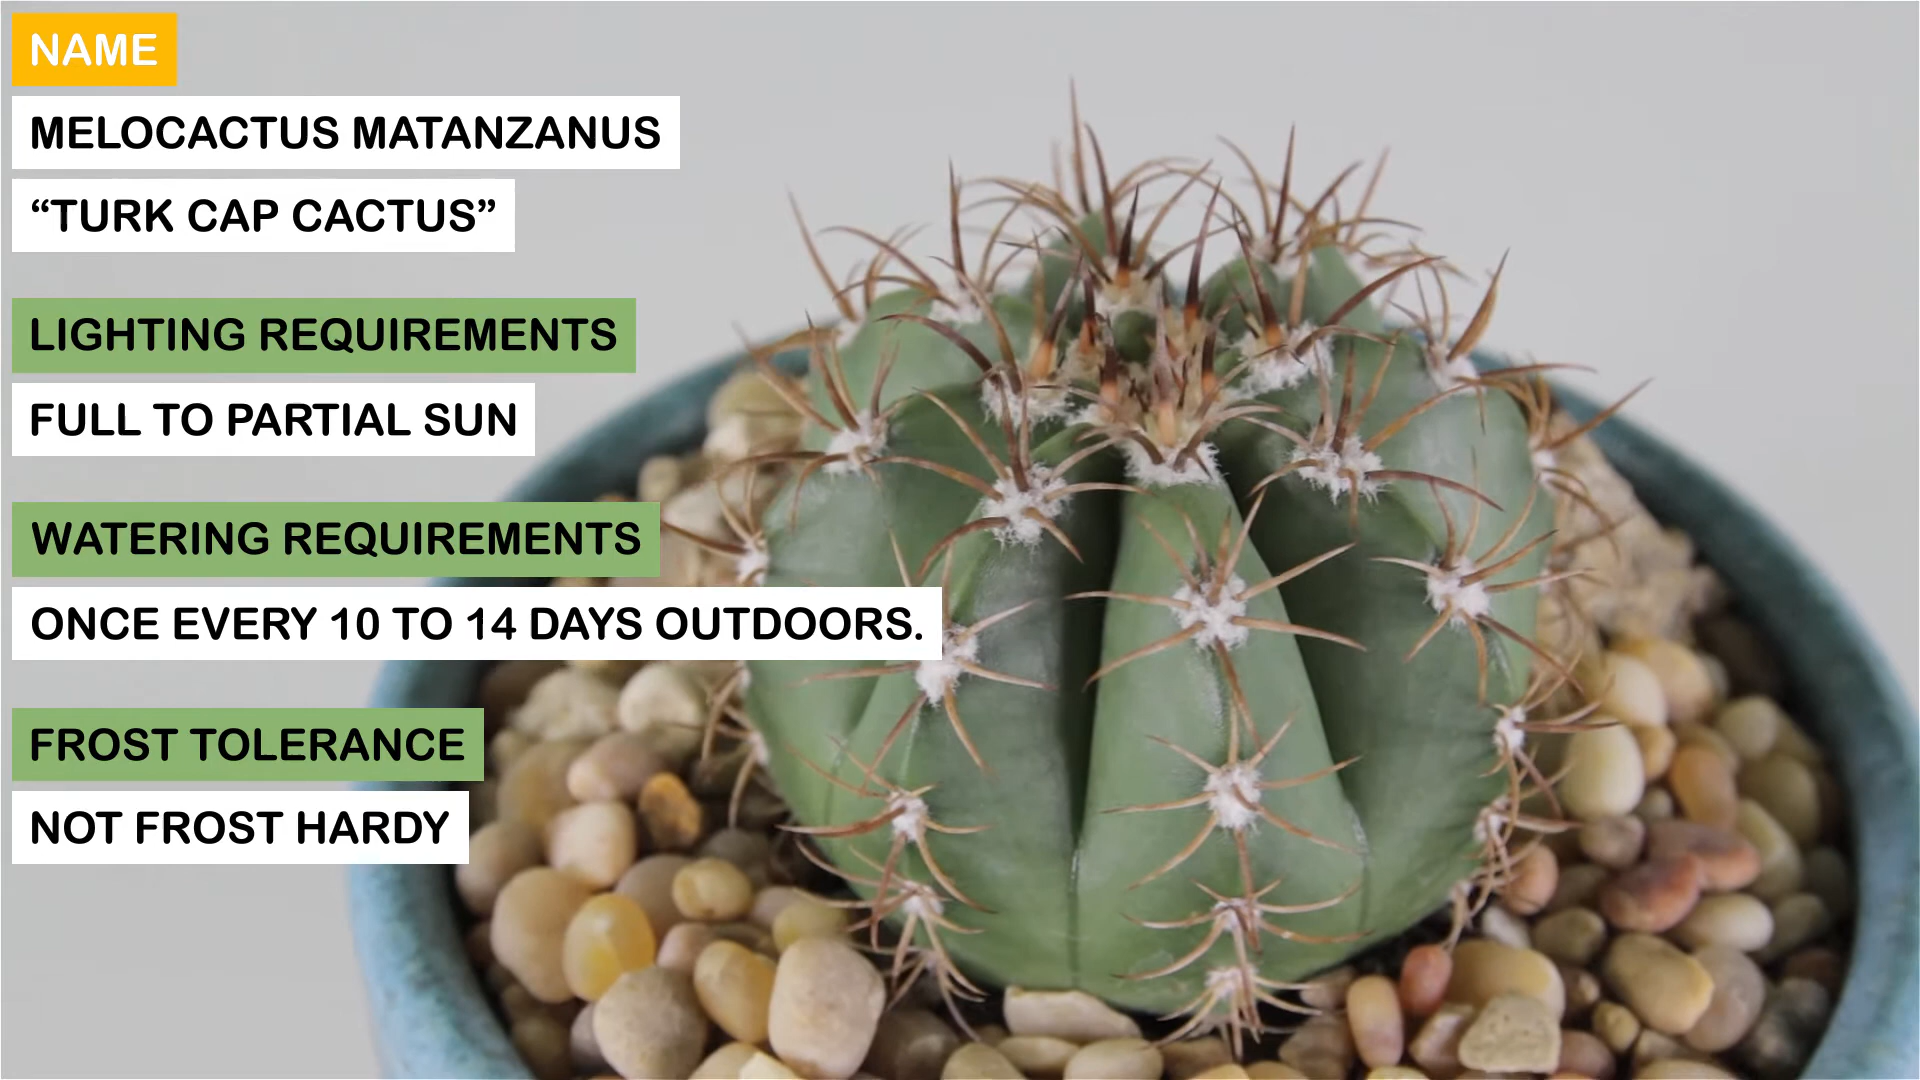 NAME
MELOCACTUS MATANZANUS
“TURK CAP CACTUS”
LIGHTING REQUIREMENTS
FULL TO PARTIAL SUN
WATERING REQUIREMENTS
ONCE EVERY 10 TO 14 DAYS OUTDOORS.
FROST TOLERANCE
NOT FROST HARDY